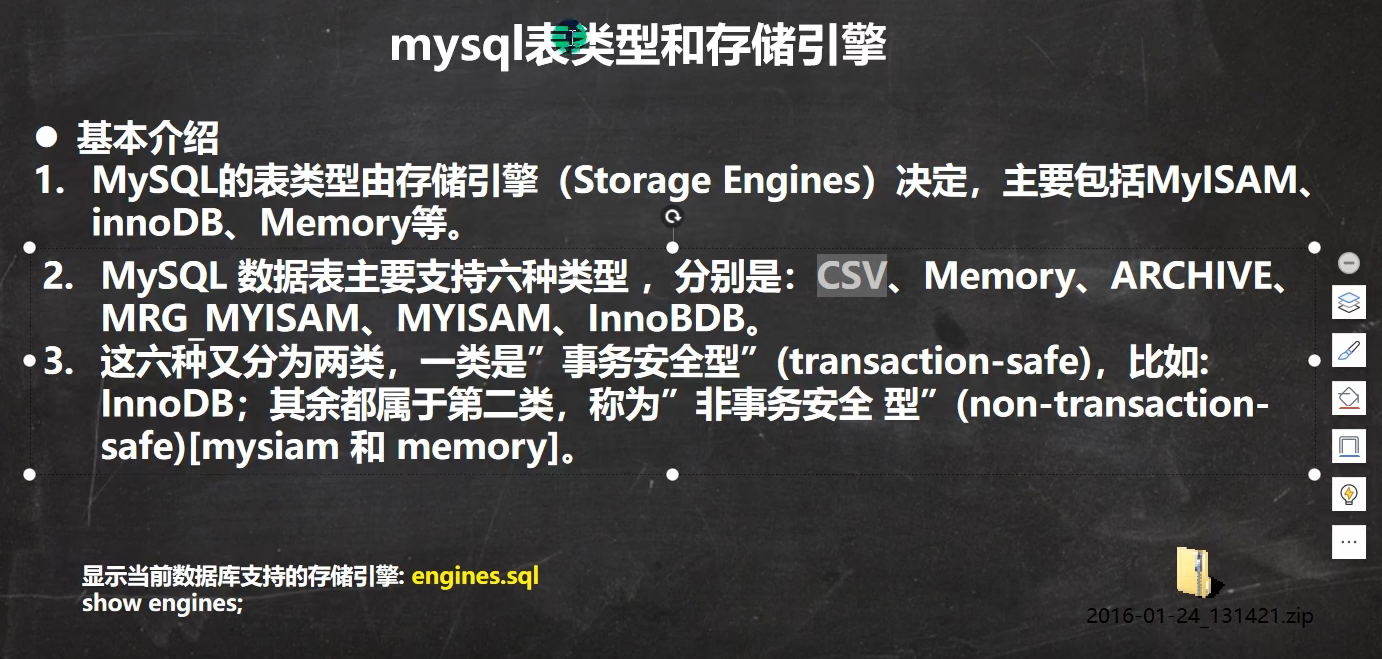 mysql表类型和存储引擎
● 基本介绍
1. MySQL的表类型由存储引擎（Storage Engines）决定，主要包括MyISAM、
innoDB、Memory等。
2. MySQL 数据表主要支持六种类型 ，分别是：CSV、Memory、ARCHIVE、
MRG_MYISAM、MYISAM、InnoBDB。
3. 这六种又分为两类，一类是”事务安全型”(transaction-safe)，比如:
InnoDB；其余都属于第二类，称为”非事务安全 型”(non-transaction-
safe)[mysiam 和 memory]。
显示当前数据库支持的存储引擎: engines.sql
show engines;
2016-01-24_131421.zip